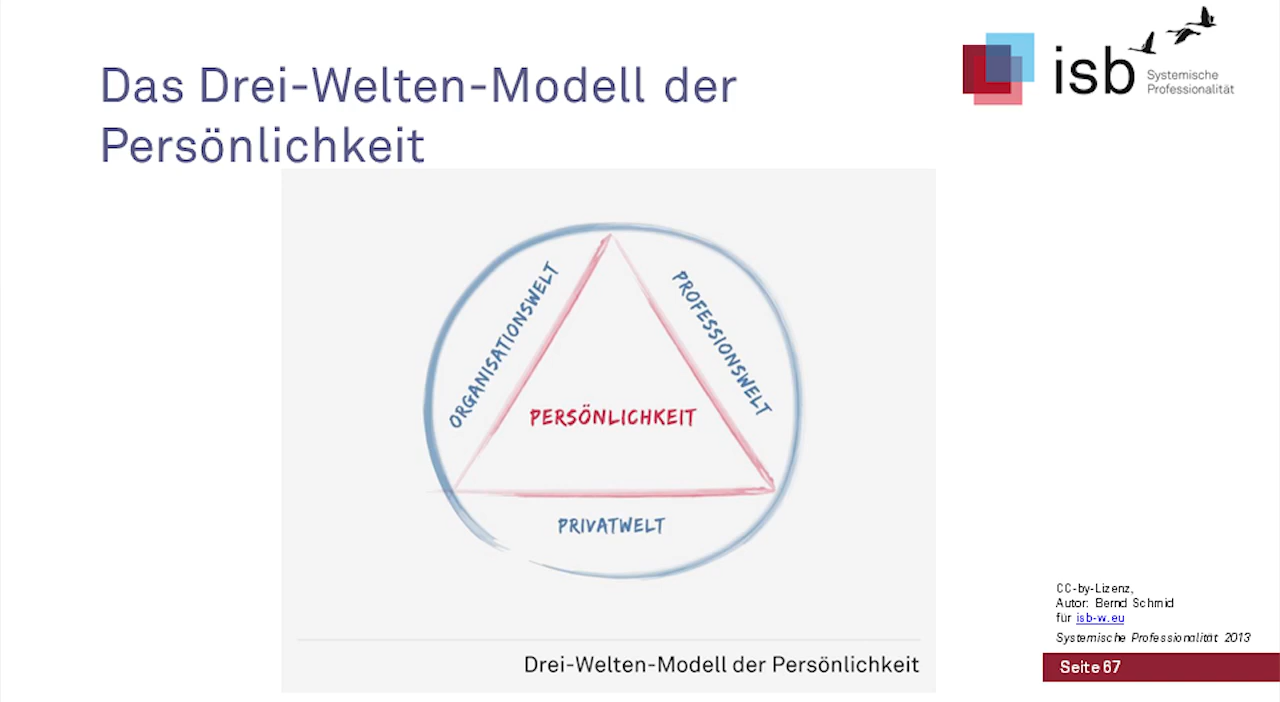 Das Drei-Welten-Modell der
Persönlichkeit
isb
Systemische
Professionalität
ORGANISATIONSWELT
PROFESSIONSWELT
PERSÖNLICHKEIT
PRIVATWELT
Drei-Welten-Modell der Persönlichkeit
CC-by-Lizenz,
Autor: Bernd Schmid
für isb-w.eu
Systemische Professionalität 2013
Seite 67